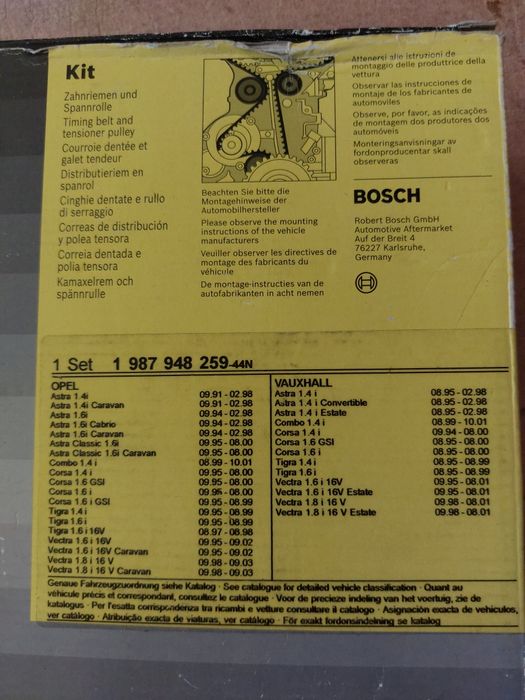 Kit
Zahnriemen und
Spannrolle
Timing belt and
tensioner pulley
Courroie dentée et
galet tendeur
Distributieriem en
spanrol
Cinghie dentate e rullo
di serraggio
Correas de distribución
y polea tensora
Correia dentada e
polia tensora
Kamaxelrem och
spännrulle
Beachten Sie bitte die
Montagehinweise der
Automobilhersteller
Please observe the mounting
instructions of the vehicle
manufacturers
Veuiller observer les directives de
montage des fabricants du
véhicule
De montage-instructies van de
autofabrikanten in acht nemen
Attenersi alle istruzioni de
montaggio delle produttrice della
vettura
Observar las instrucciones de
montaje de los fabricantes de
automoviles
Observe, por favor, as indicações
de montagem dos produtores dos
automóveis
Monteringsanvisningar av
fordonproducentar skall
observeras
BOSCH
Robert Bosch GmbH
Automotive Aftermarket
Auf der Breit 4
76227 Karlsruhe,
Germany
1 Set 1 987 948 259-44N
OPEL
Astra 1.4i 09.91 - 02.98
Astra 1.4i Caravan 09.91 - 02.98
Astra 1.6i 09.94 - 02.98
Astra 1.6i Cabrio 09.94 - 02.98
Astra 1.6i Caravan 09.94 - 02.98
Astra Classic 1.6i 09.95 - 08.00
Astra Classic 1.6i Caravan 09.95 - 08.00
Combo 1.4 i 08.99 - 10.01
Corsa 1.4 i 09.95 - 08.00
Corsa 1.6 GSI 09.95 - 08.00
Corsa 1.6 i 09.95 - 08.00
Corsa 1.6 i GSI 09.95 - 08.99
Tigra 1.4 i 09.95 - 08.99
Tigra 1.6 i 09.95 - 08.99
Tigra 1.6 i 16V 08.97 - 08.98
Vectra 1.6 i 16V 09.95 - 09.02
Vectra 1.6 i 16V Caravan 09.95 - 09.02
Vectra 1.8 i 16 V 09.98 - 09.03
Vectra 1.8 i 16 V Caravan 09.98 - 09.03
VAUXHALL
Astra 1.4 i 08.95 - 02.98
Astra 1.4 i Convertible 08.95 - 02.98
Astra 1.4 i Estate 08.95 - 02.98
Combo 1.4 i 08.99 - 10.01
Corsa 1.4 i 09.94 - 08.00
Corsa 1.6 GSI 08.95 - 08.00
Corsa 1.6 i 08.95 - 08.00
Tigra 1.4 i 08.95 - 08.99
Tigra 1.6 i 08.95 - 08.99
Vectra 1.6 i 16V 09.95 - 08.01
Vectra 1.6 i 16V Estate 09.95 - 08.01
Vectra 1.8 i 16 V 09.98 - 08.01
Vectra 1.8 i 16 V Estate 09.98 - 08.01
Genaue Fahrzeugzuordnung siehe Katalog · See catalogue for detailed vehicle classification · Quant au
véhicule précis et correspondant, consultez le catalogue · Voor de precieze indeling van het voertuig, zie de
katalogus · Per l'esatta corrispondenza tra ricambi e vetture consultare il catalogo · Asignación exacta de vehiculos,
ver catálogo · Atribuição exacta de viaturas, ver catálogo · För exakt fordonsindelning se katalog